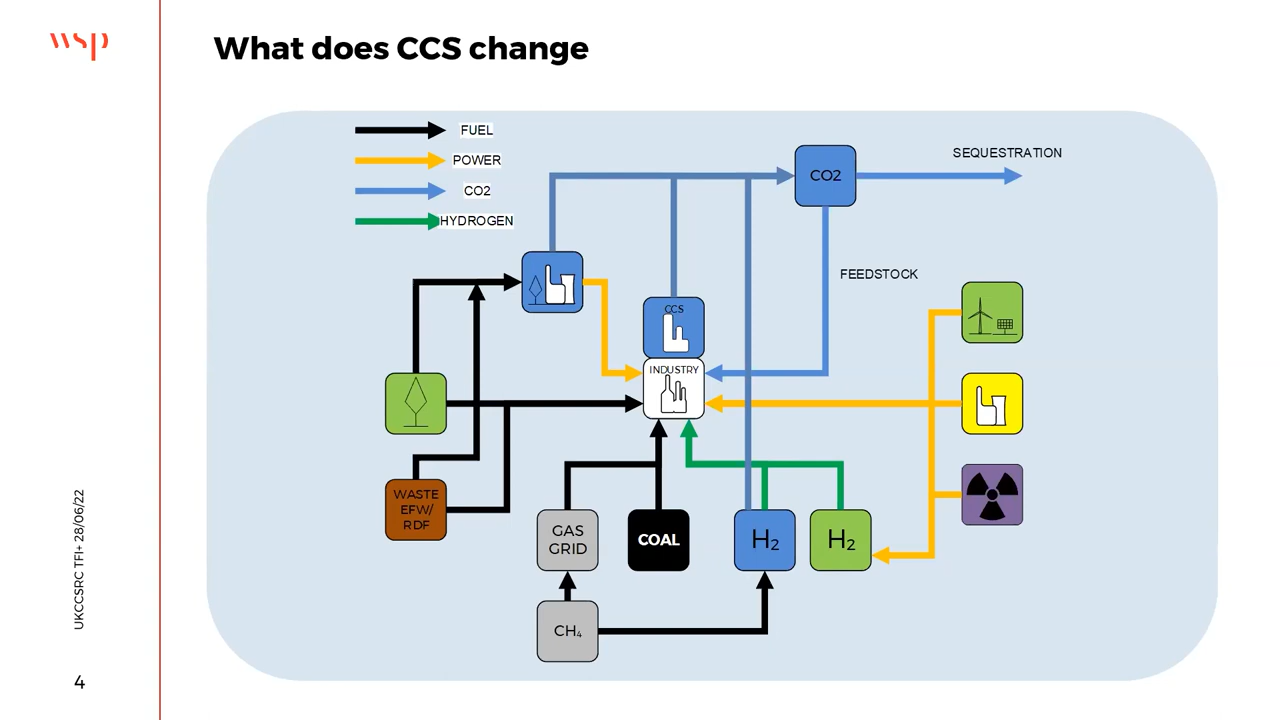 wsp
What does CCS change
FUEL
POWER
CO2
HYDROGEN
CO2
SEQUESTRATION
FEEDSTOCK
CCS
INDUSTRY
WASTE
EFW/
RDF
GAS
GRID
COAL
H₂
H₂
CH₄
UKCCSRC TFI+ 28/06/22
4